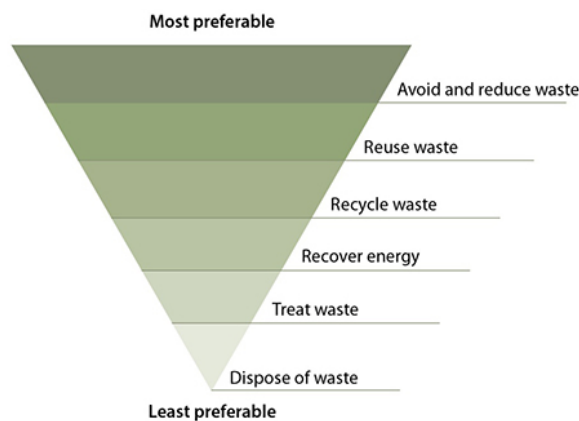 Most preferable
Avoid and reduce waste
Reuse waste
Recycle waste
Recover energy
Treat waste
Dispose of waste
Least preferable